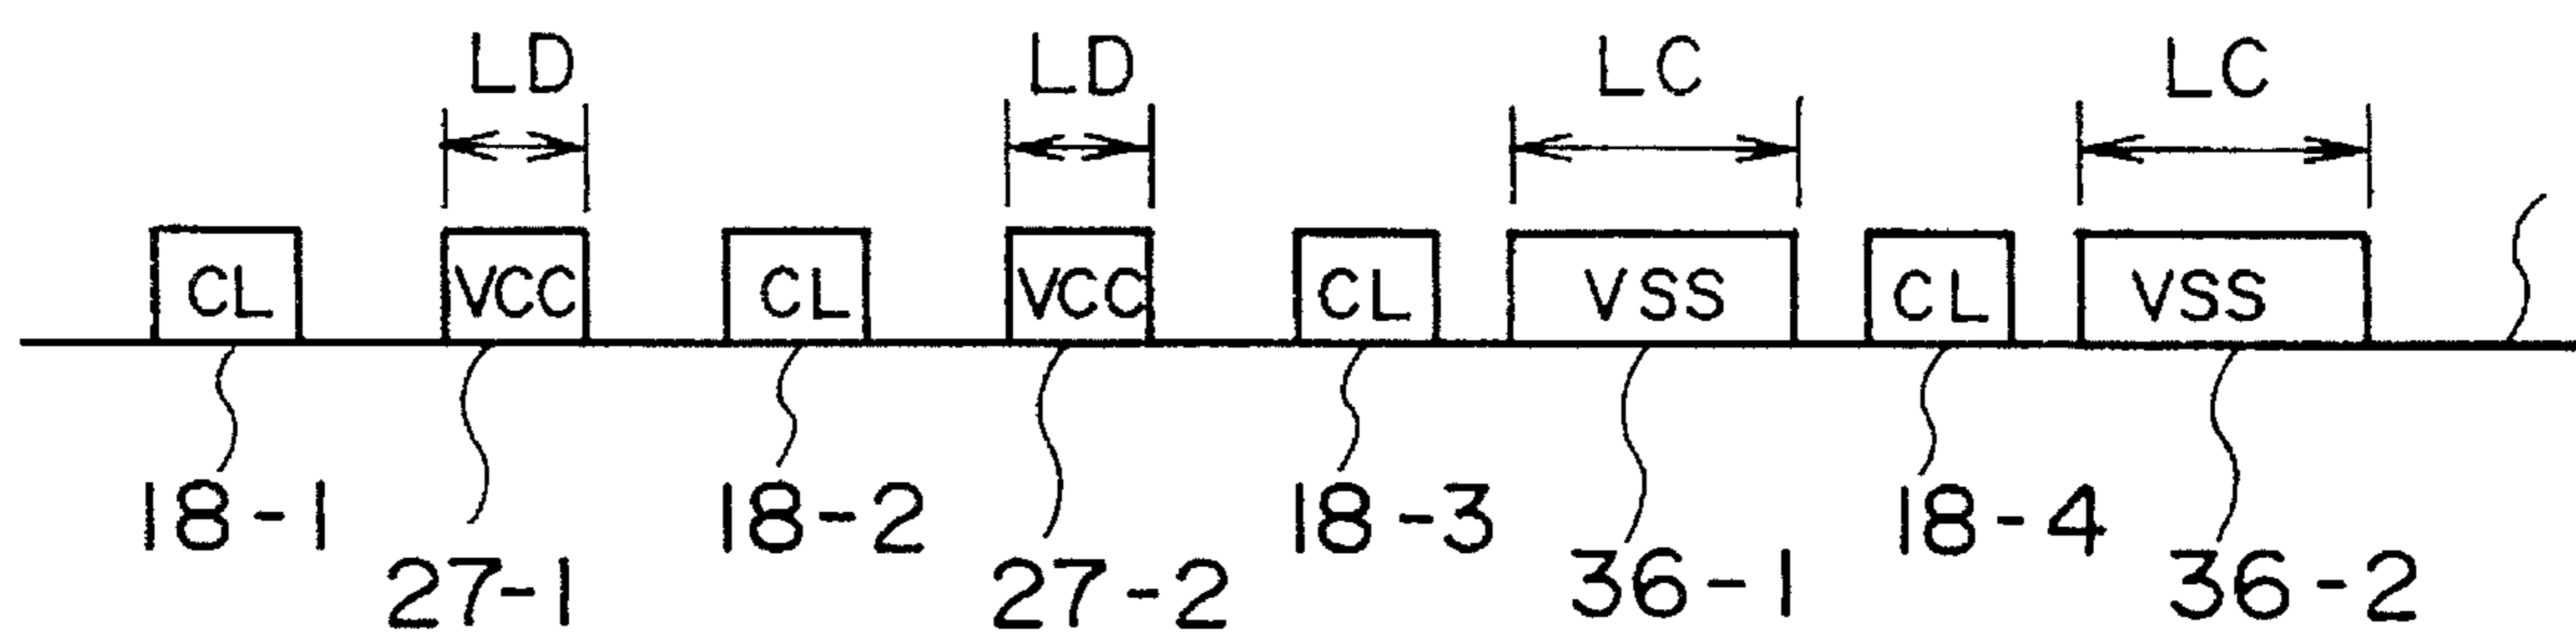 LD LD LC LC
CL VCC CL VCC CL VSS CL VSS
18-1 18-2 18-3 18-4
27-1 27-2 36-1 36-2